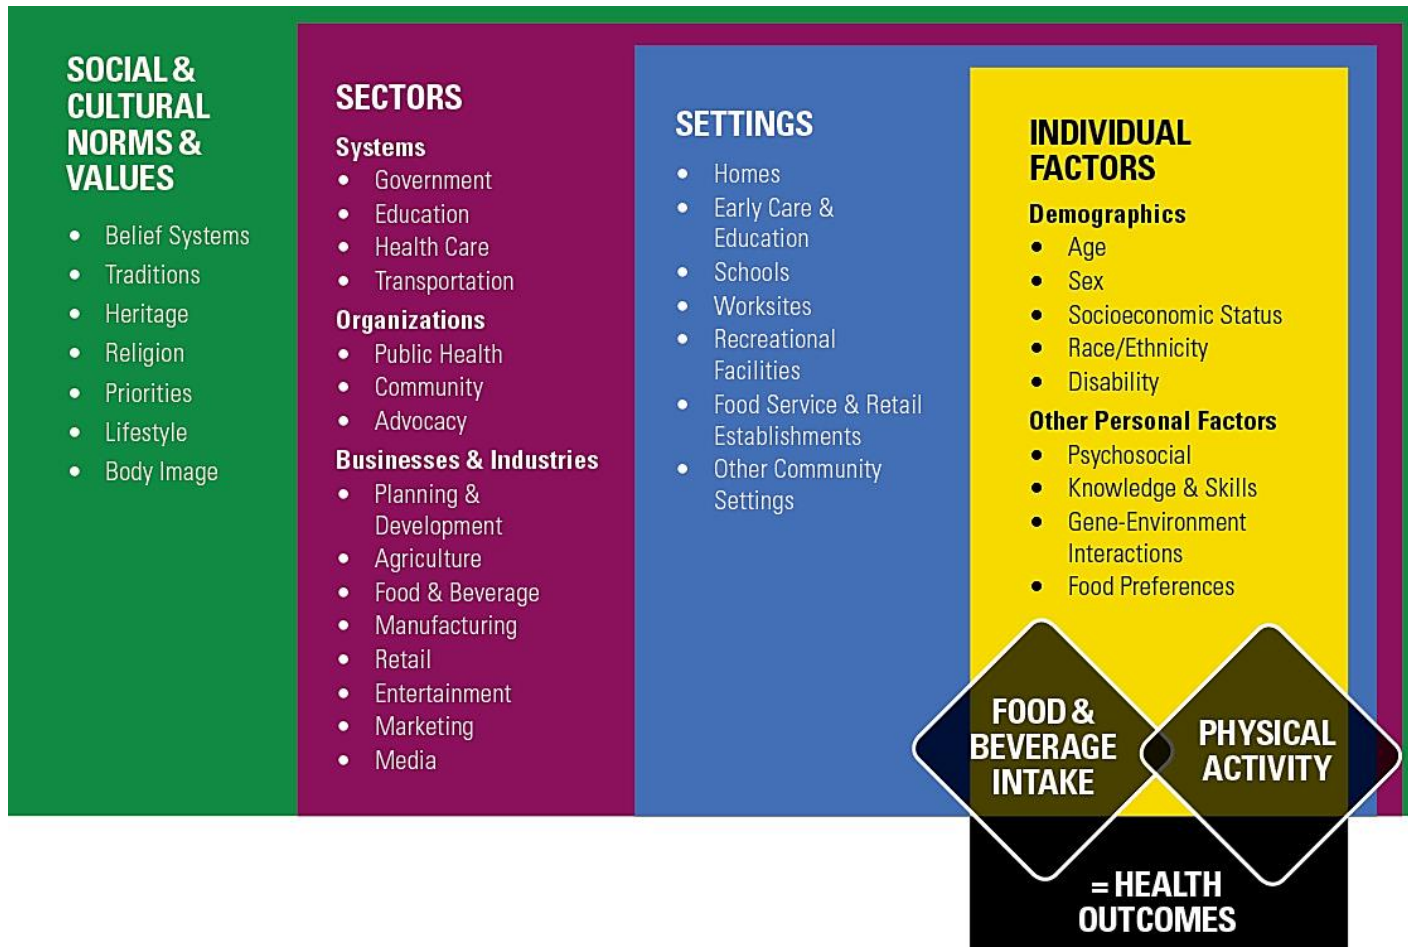 SOCIAL &
CULTURAL
NORMS &
VALUES
• Belief Systems
• Traditions
• Heritage
• Religion
• Priorities
• Lifestyle
• Body Image
SECTORS
Systems
• Government
• Education
• Health Care
• Transportation
Organizations
• Public Health
• Community
• Advocacy
Businesses & Industries
• Planning &
Development
• Agriculture
• Food & Beverage
• Manufacturing
• Retail
• Entertainment
• Marketing
• Media
SETTINGS
• Homes
• Early Care &
Education
• Schools
• Worksites
• Recreational
Facilities
• Food Service & Retail
Establishments
• Other Community
Settings
INDIVIDUAL
FACTORS
Demographics
• Age
• Sex
• Socioeconomic Status
• Race/Ethnicity
• Disability
Other Personal Factors
• Psychosocial
• Knowledge & Skills
• Gene-Environment
Interactions
• Food Preferences
FOOD &
BEVERAGE
INTAKE
PHYSICAL
ACTIVITY
= HEALTH
OUTCOMES